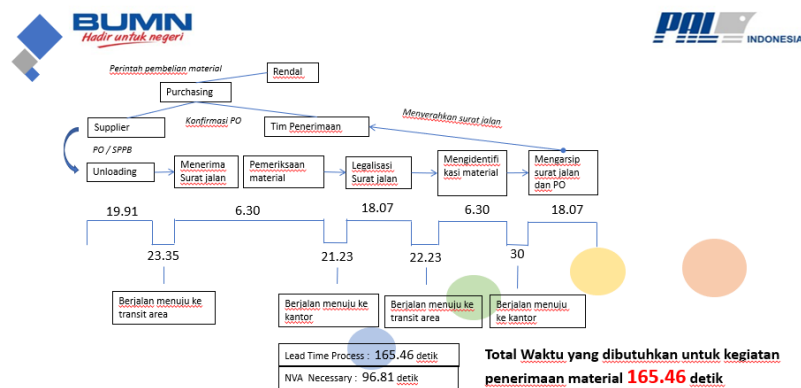 BUMN
Hadir untuk negeri
PAL INDONESIA
Perintah pembelian material
Rendal
Purchasing
Menyerahkan surat jalan
Supplier
Konfirmasi PO
Tim Penerimaan
PO / SPPB
Unloading
Menerima
Surat jalan
Pemeriksaan
material
Legalisasi
Surat jalan
Mengidentifi
kasi material
Mengarsip
surat jalan
dan PO
19.91
6.30
18.07
6.30
18.07
23.35
21.23
22.23
30
Berjalan menuju ke
transit area
Berjalan menuju ke
kantor
Berjalan menuju ke
transit area
Berjalan menuju
ke kantor
Lead Time Process : 165.46 detik
NVA Necessary : 96.81 detik
Total Waktu yang dibutuhkan untuk kegiatan
penerimaan material 165.46 detik